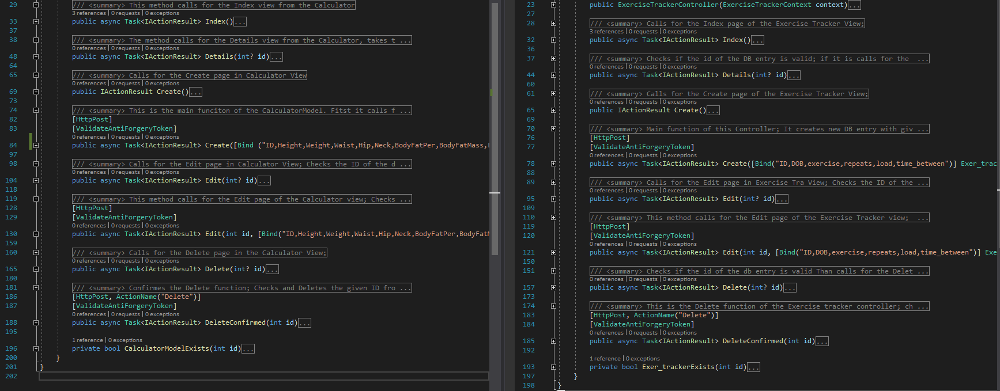 29 /// <summary> This method calls for the Index view from the Calculator
3 references | 0 requests | 0 exceptions
33 public async Task<IActionResult> Index()...
37
38 /// <summary> The method calls for the Details view from the Calculator, takes t ...
0 references | 0 requests | 0 exceptions
48 public async Task<IActionResult> Details(int? id)...
64
65 /// <summary> Calls for the Create page in Calculator View
0 references | 0 requests | 0 exceptions
69 public IActionResult Create()...
73
74 /// <summary> This is the main funciton of the CalculatorModel. Fitst it calls f ...
82 [HttpPost]
83 [ValidateAntiForgeryToken]
0 references | 0 requests | 0 exceptions
84 public async Task<IActionResult> Create([Bind ("ID,Height,Weight,Waist,Hip,Neck,BodyFatPer,BodyFatMass,
97
98 /// <summary> Calls for the Edit page in Calculator View; Checks the ID of the d ...
0 references | 0 requests | 0 exceptions
104 public async Task<IActionResult> Edit(int? id)...
118
119 /// <summary> This method calls for the Edit page of the Calculator view; Checks ...
128 [HttpPost]
129 [ValidateAntiForgeryToken]
0 references | 0 requests | 0 exceptions
130 public async Task<IActionResult> Edit(int id, [Bind("ID,Height,Weight,Waist,Hip,Neck,BodyFatPer,BodyFat
159
160 /// <summary> Calls for the Delete page in the Calculator View;
0 references | 0 requests | 0 exceptions
165 public async Task<IActionResult> Delete(int? id)...
180
181 /// <summary> Confirmes the Delete function; Checks and Deletes the given ID fro ...
186 [HttpPost, ActionName("Delete")]
187 [ValidateAntiForgeryToken]
0 references | 0 requests | 0 exceptions
188 public async Task<IActionResult> DeleteConfirmed(int id)...
195
1 reference | 0 exceptions
196 private bool CalculatorModelExists(int id)...
200 }
201 }
202
23 public ExerciseTrackerController(ExerciseTrackerContext context)...
27
28 /// <summary> Calls for the Index page of the Exercise Tracker View;
3 references | 0 requests | 0 exceptions
32 public async Task<IActionResult> Index()...
36
37 /// <summary> Checks if the id of the DB entry is valid; if it is calls for the ...
0 references | 0 requests | 0 exceptions
44 public async Task<IActionResult> Details(int? id)...
60
61 /// <summary> Calls for the Create page of the Exercise Tracker View;
0 references | 0 requests | 0 exceptions
65 public IActionResult Create()...
69
70 /// <summary> Main function of this Controller; It creates new DB entry with giv ...
76 [HttpPost]
77 [ValidateAntiForgeryToken]
0 references | 0 requests | 0 exceptions
78 public async Task<IActionResult> Create([Bind("ID,DOB,exercise,repeats,load,time_between")] Exer_trac
88
89 /// <summary> Calls for the Edit page in Exercise Tra View; Checks the ID of the ...
0 references | 0 requests | 0 exceptions
95 public async Task<IActionResult> Edit(int? id)...
109
110 /// <summary> This method calls for the Edit page of the Exercise Tracker view; ...
119 [HttpPost]
120 [ValidateAntiForgeryToken]
0 references | 0 requests | 0 exceptions
121 public async Task<IActionResult> Edit(int id, [Bind("ID,DOB,exercise,repeats,load,time_between")] Exe
150
151 /// <summary> Checks if the id of the db entry is valid Than calls for the Delet ...
0 references | 0 requests | 0 exceptions
157 public async Task<IActionResult> Delete(int? id)...
173
174 /// <summary> This is the Delete function of the Exercise tracker controller; ch ...
183 [HttpPost, ActionName("Delete")]
184 [ValidateAntiForgeryToken]
0 references | 0 requests | 0 exceptions
185 public async Task<IActionResult> DeleteConfirmed(int id)...
192
1 reference | 0 exceptions
193 private bool Exer_trackerExists(int id)...
197 }
198 }